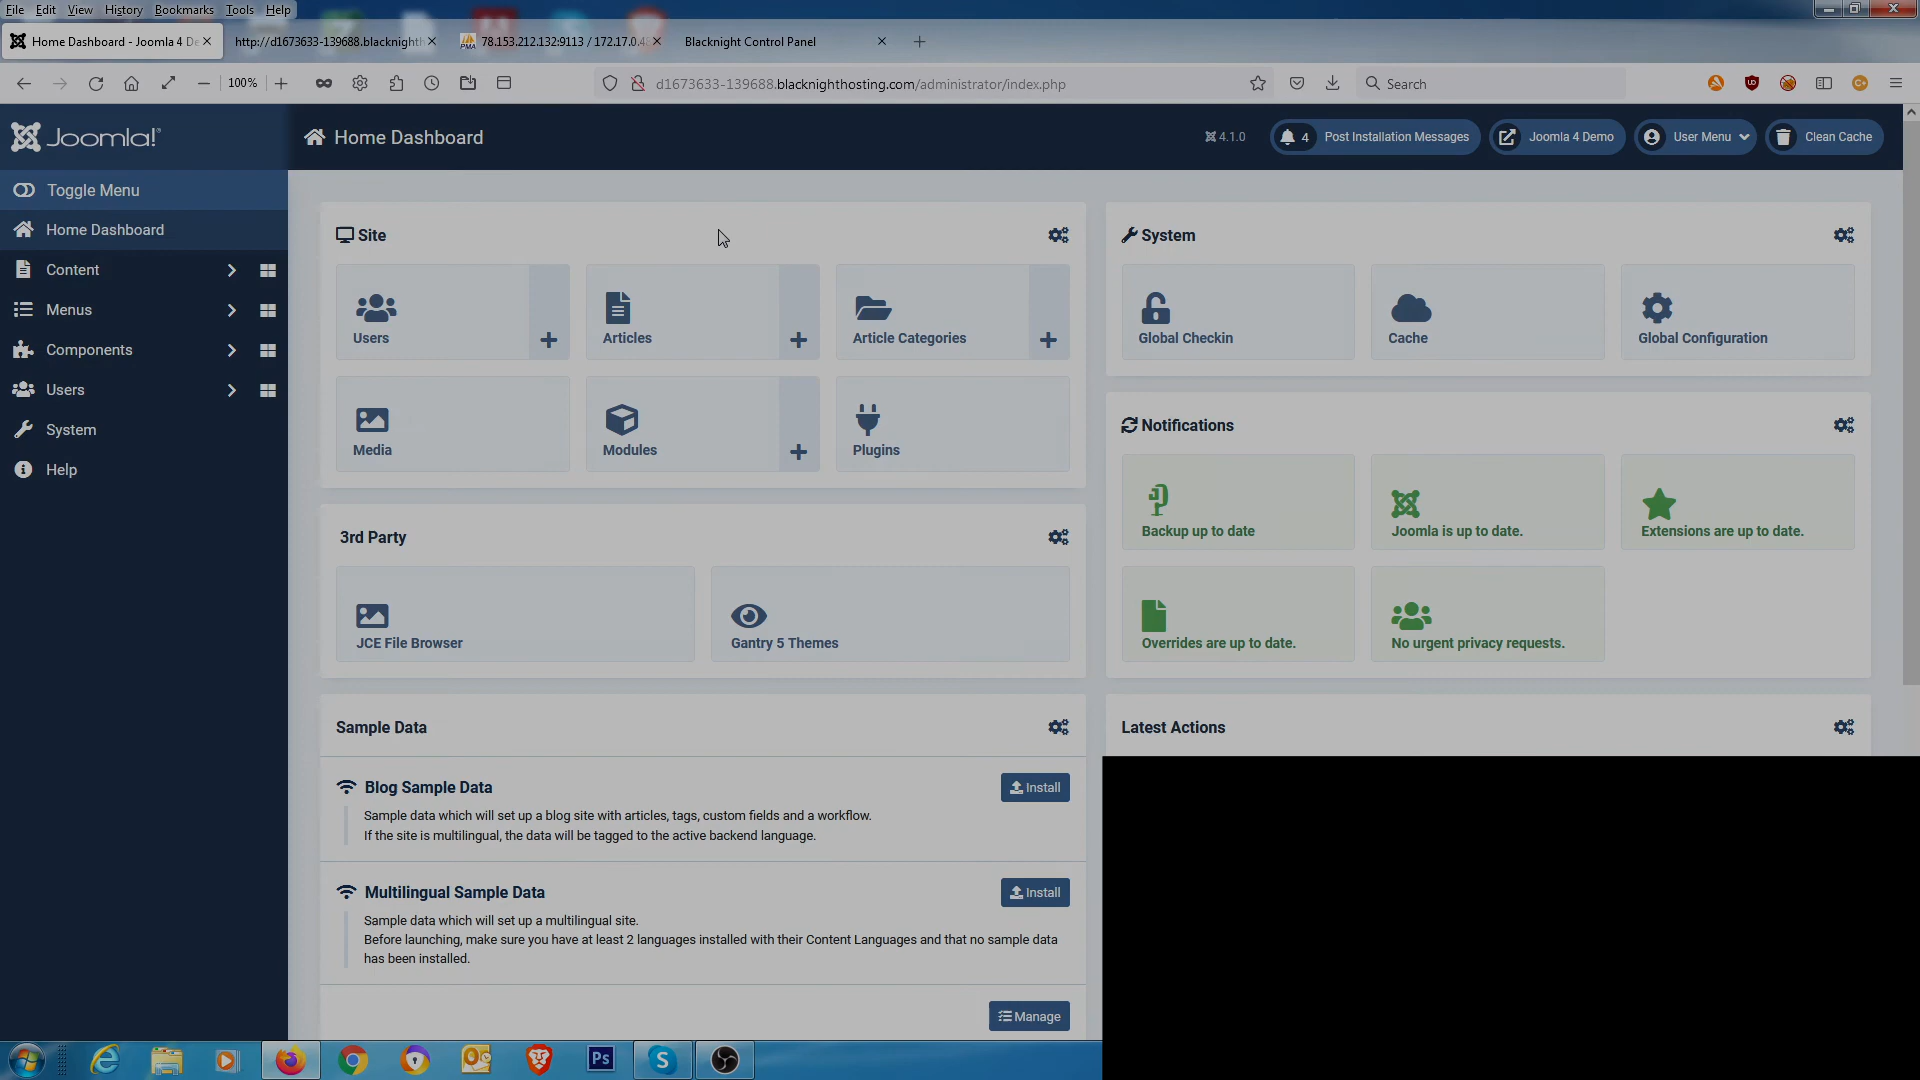 File Edit View History Bookmarks Tools Help
Home Dashboard - Joomla 4 De
http://d1673633-139688.blacknighth
78.153.212.132:9113 / 172.17.0.48
Blacknight Control Panel
100%
d1673633-139688.blacknighthosting.com/administrator/index.php
Search
Joomla!
Home Dashboard
4.1.0
4 Post Installation Messages
Joomla 4 Demo
User Menu
Clean Cache
Toggle Menu
Home Dashboard
Content
Menus
Components
Users
System
Help
Site
Users
Articles
Article Categories
Media
Modules
Plugins
3rd Party
JCE File Browser
Gantry 5 Themes
Sample Data
Blog Sample Data
Install
Sample data which will set up a blog site with articles, tags, custom fields and a workflow.
If the site is multilingual, the data will be tagged to the active backend language.
Multilingual Sample Data
Install
Sample data which will set up a multilingual site.
Before launching, make sure you have at least 2 languages installed with their Content Languages and that no sample data
has been installed.
Manage
System
Global Checkin
Cache
Global Configuration
Notifications
Backup up to date
Joomla is up to date.
Extensions are up to date.
Overrides are up to date.
No urgent privacy requests.
Latest Actions
Ps